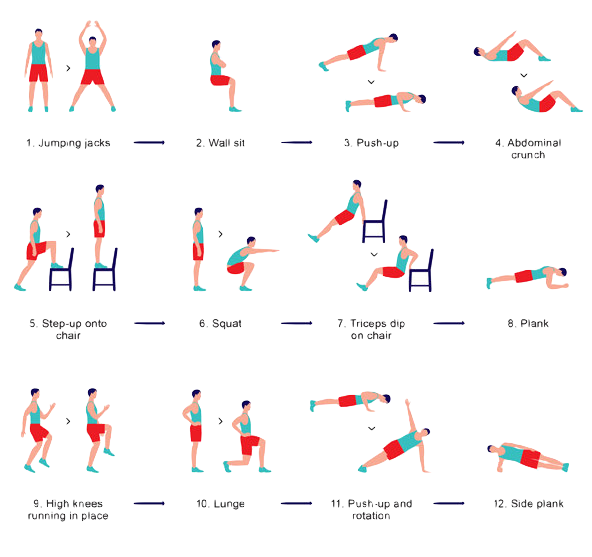 1. Jumping jacks
2. Wall sit
3. Push-up
4. Abdominal
crunch
5. Step-up onto
chair
6. Squat
7. Triceps dip
on chair
8. Plank
9. High knees
running in place
10. Lunge
11. Push-up and
rotation
12. Side plank